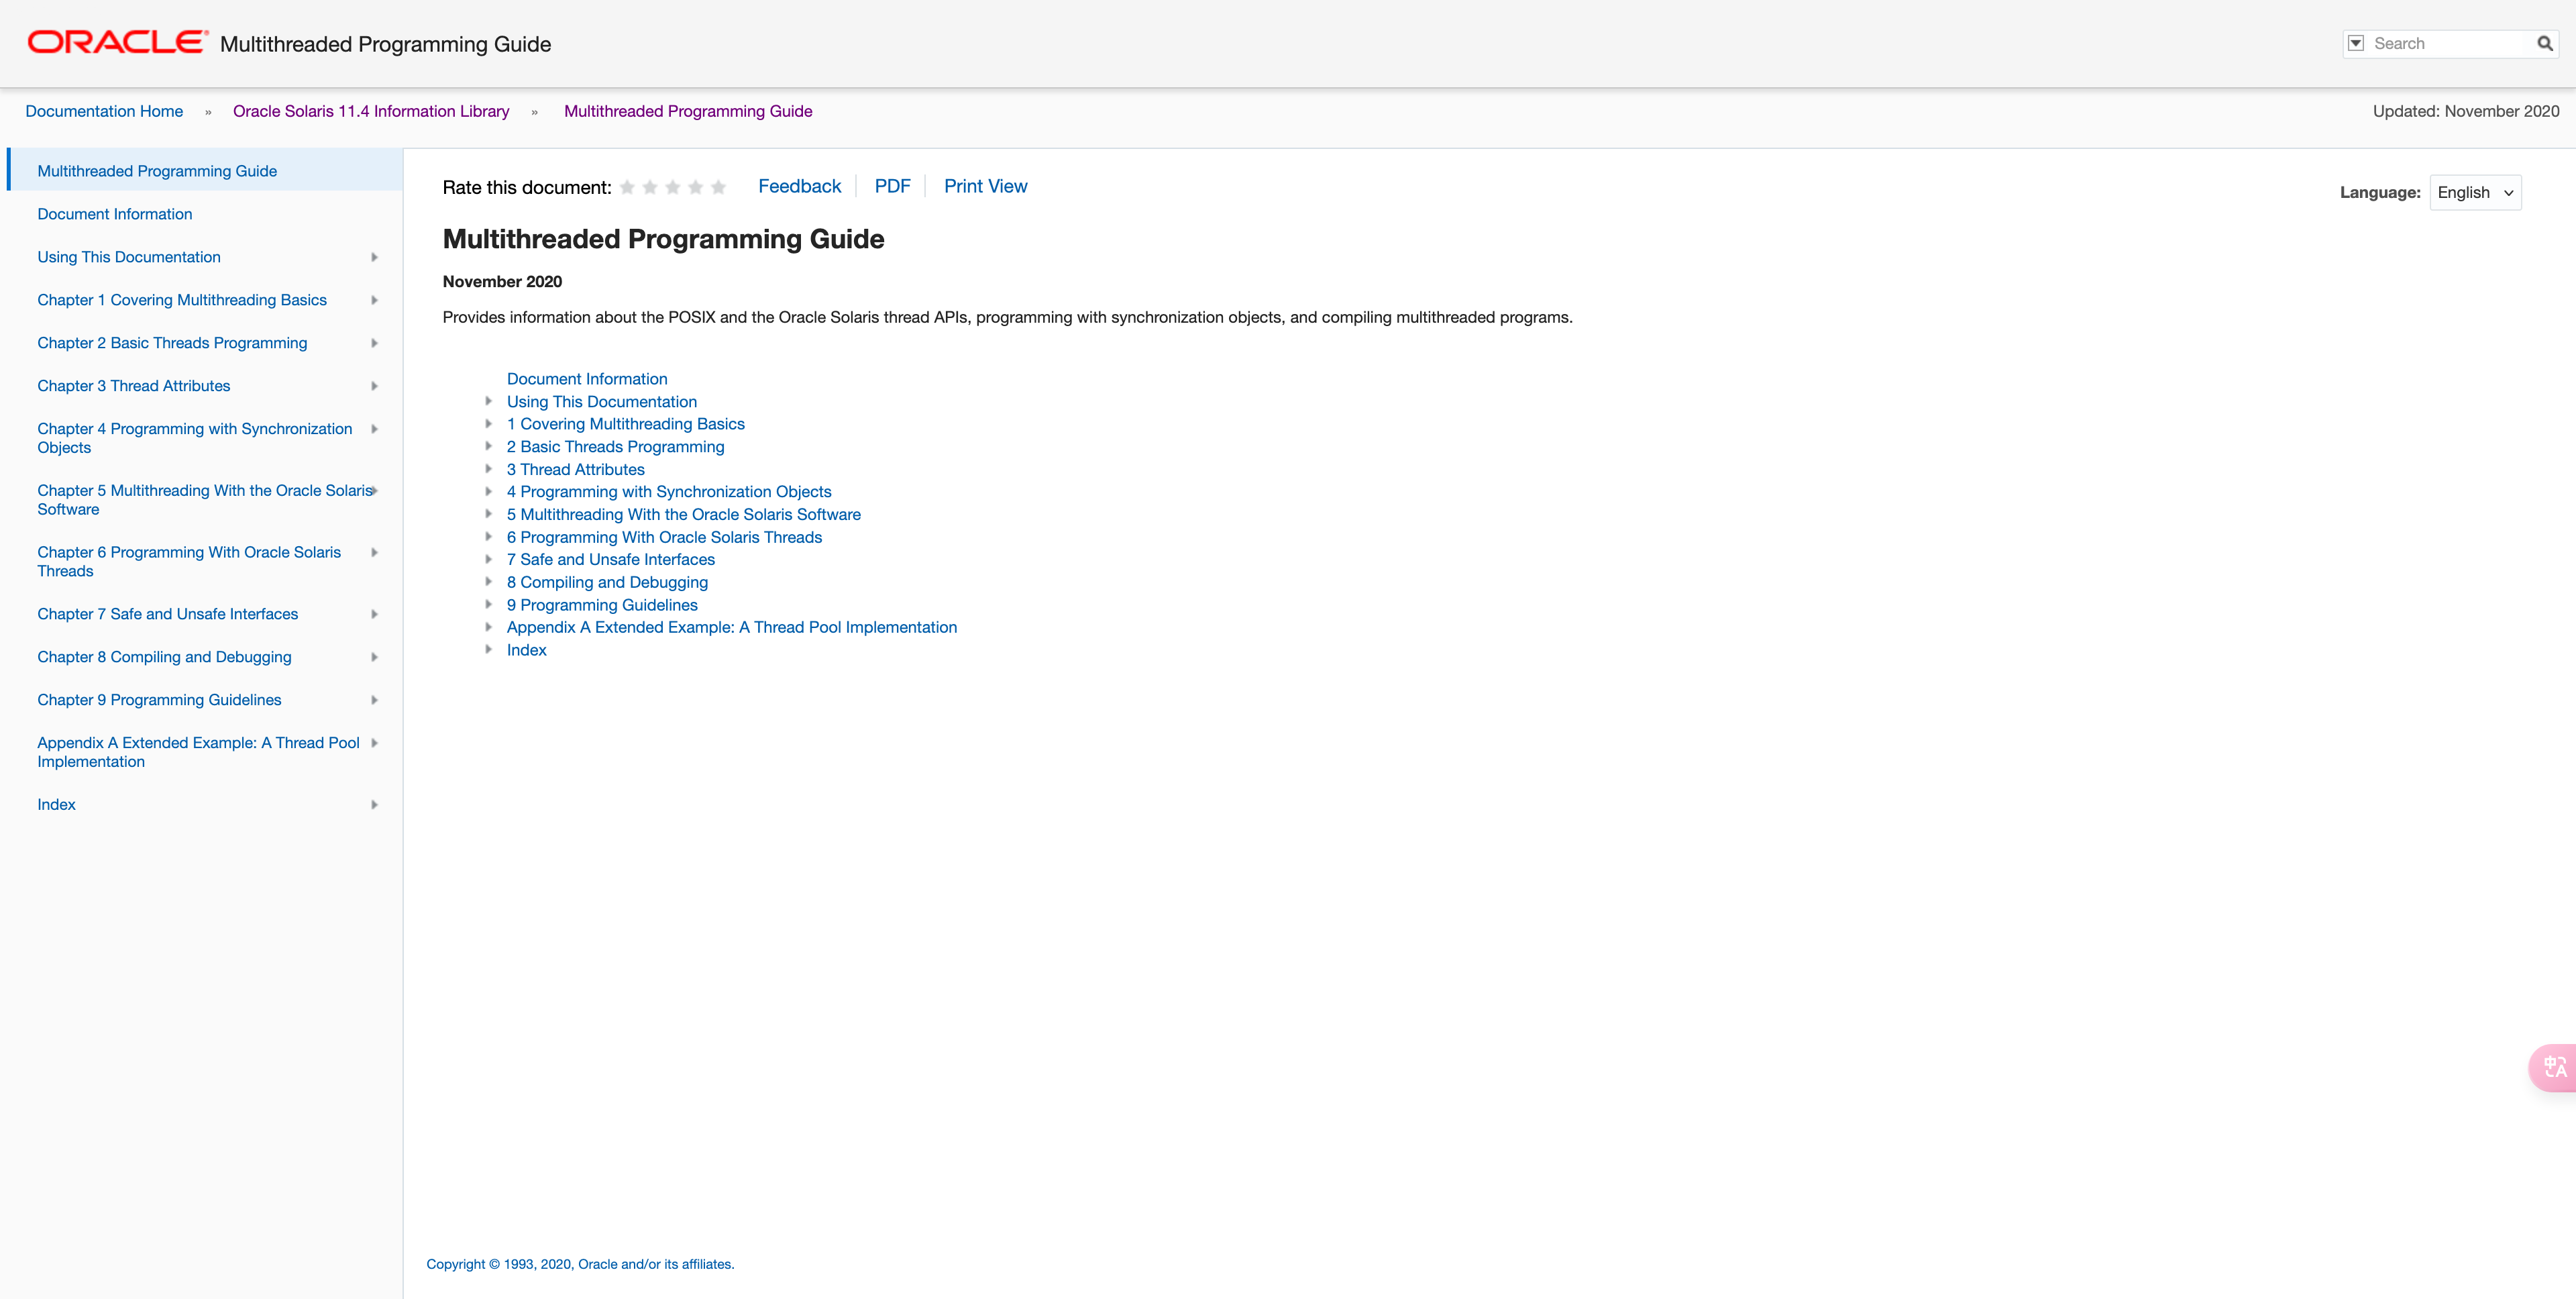 ORACLE® Multithreaded Programming Guide
Search
Documentation Home » Oracle Solaris 11.4 Information Library » Multithreaded Programming Guide
Updated: November 2020
Multithreaded Programming Guide
Document Information
Using This Documentation
Chapter 1 Covering Multithreading Basics
Chapter 2 Basic Threads Programming
Chapter 3 Thread Attributes
Chapter 4 Programming with Synchronization
Objects
Chapter 5 Multithreading With the Oracle Solaris
Software
Chapter 6 Programming With Oracle Solaris
Threads
Chapter 7 Safe and Unsafe Interfaces
Chapter 8 Compiling and Debugging
Chapter 9 Programming Guidelines
Appendix A Extended Example: A Thread Pool
Implementation
Index
Rate this document: Feedback PDF Print View
Language: English
Multithreaded Programming Guide
November 2020
Provides information about the POSIX and the Oracle Solaris thread APIs, programming with synchronization objects, and compiling multithreaded programs.
Document Information
Using This Documentation
1 Covering Multithreading Basics
2 Basic Threads Programming
3 Thread Attributes
4 Programming with Synchronization Objects
5 Multithreading With the Oracle Solaris Software
6 Programming With Oracle Solaris Threads
7 Safe and Unsafe Interfaces
8 Compiling and Debugging
9 Programming Guidelines
Appendix A Extended Example: A Thread Pool Implementation
Index
中A
Copyright © 1993, 2020, Oracle and/or its affiliates.